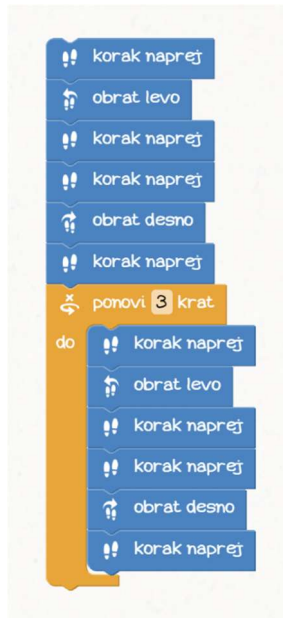 korak naprej
obrat levo
korak naprej
korak naprej
obrat desno
korak naprej
ponovi 3 krat
do
korak naprej
obrat levo
korak naprej
korak naprej
obrat desno
korak naprej